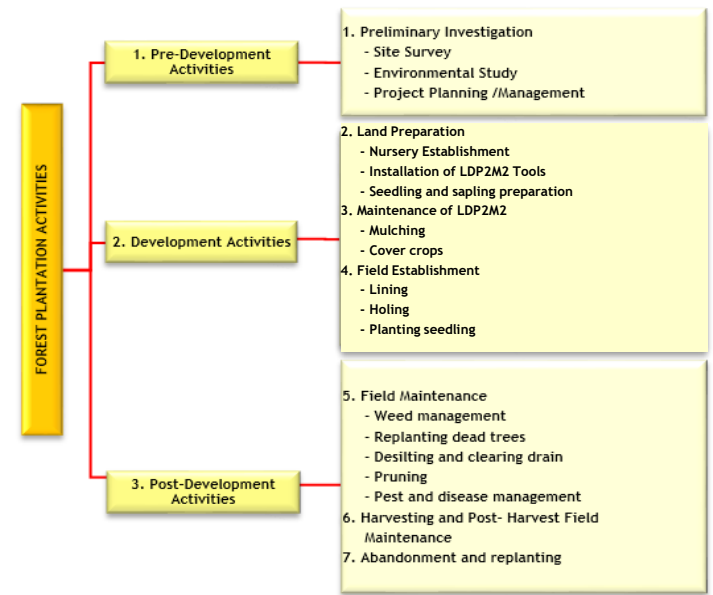 FOREST PLANTATION ACTIVITIES
1. Pre-Development
Activities
1. Preliminary Investigation
- Site Survey
- Environmental Study
- Project Planning /Management
2. Development Activities
2. Land Preparation
- Nursery Establishment
- Installation of LDP2M2 Tools
- Seedling and sapling preparation
3. Maintenance of LDP2M2
- Mulching
- Cover crops
4. Field Establishment
- Lining
- Holing
- Planting seedling
3. Post-Development
Activities
5. Field Maintenance
- Weed management
- Replanting dead trees
- Desilting and clearing drain
- Pruning
- Pest and disease management
6. Harvesting and Post- Harvest Field
Maintenance
7. Abandonment and replanting